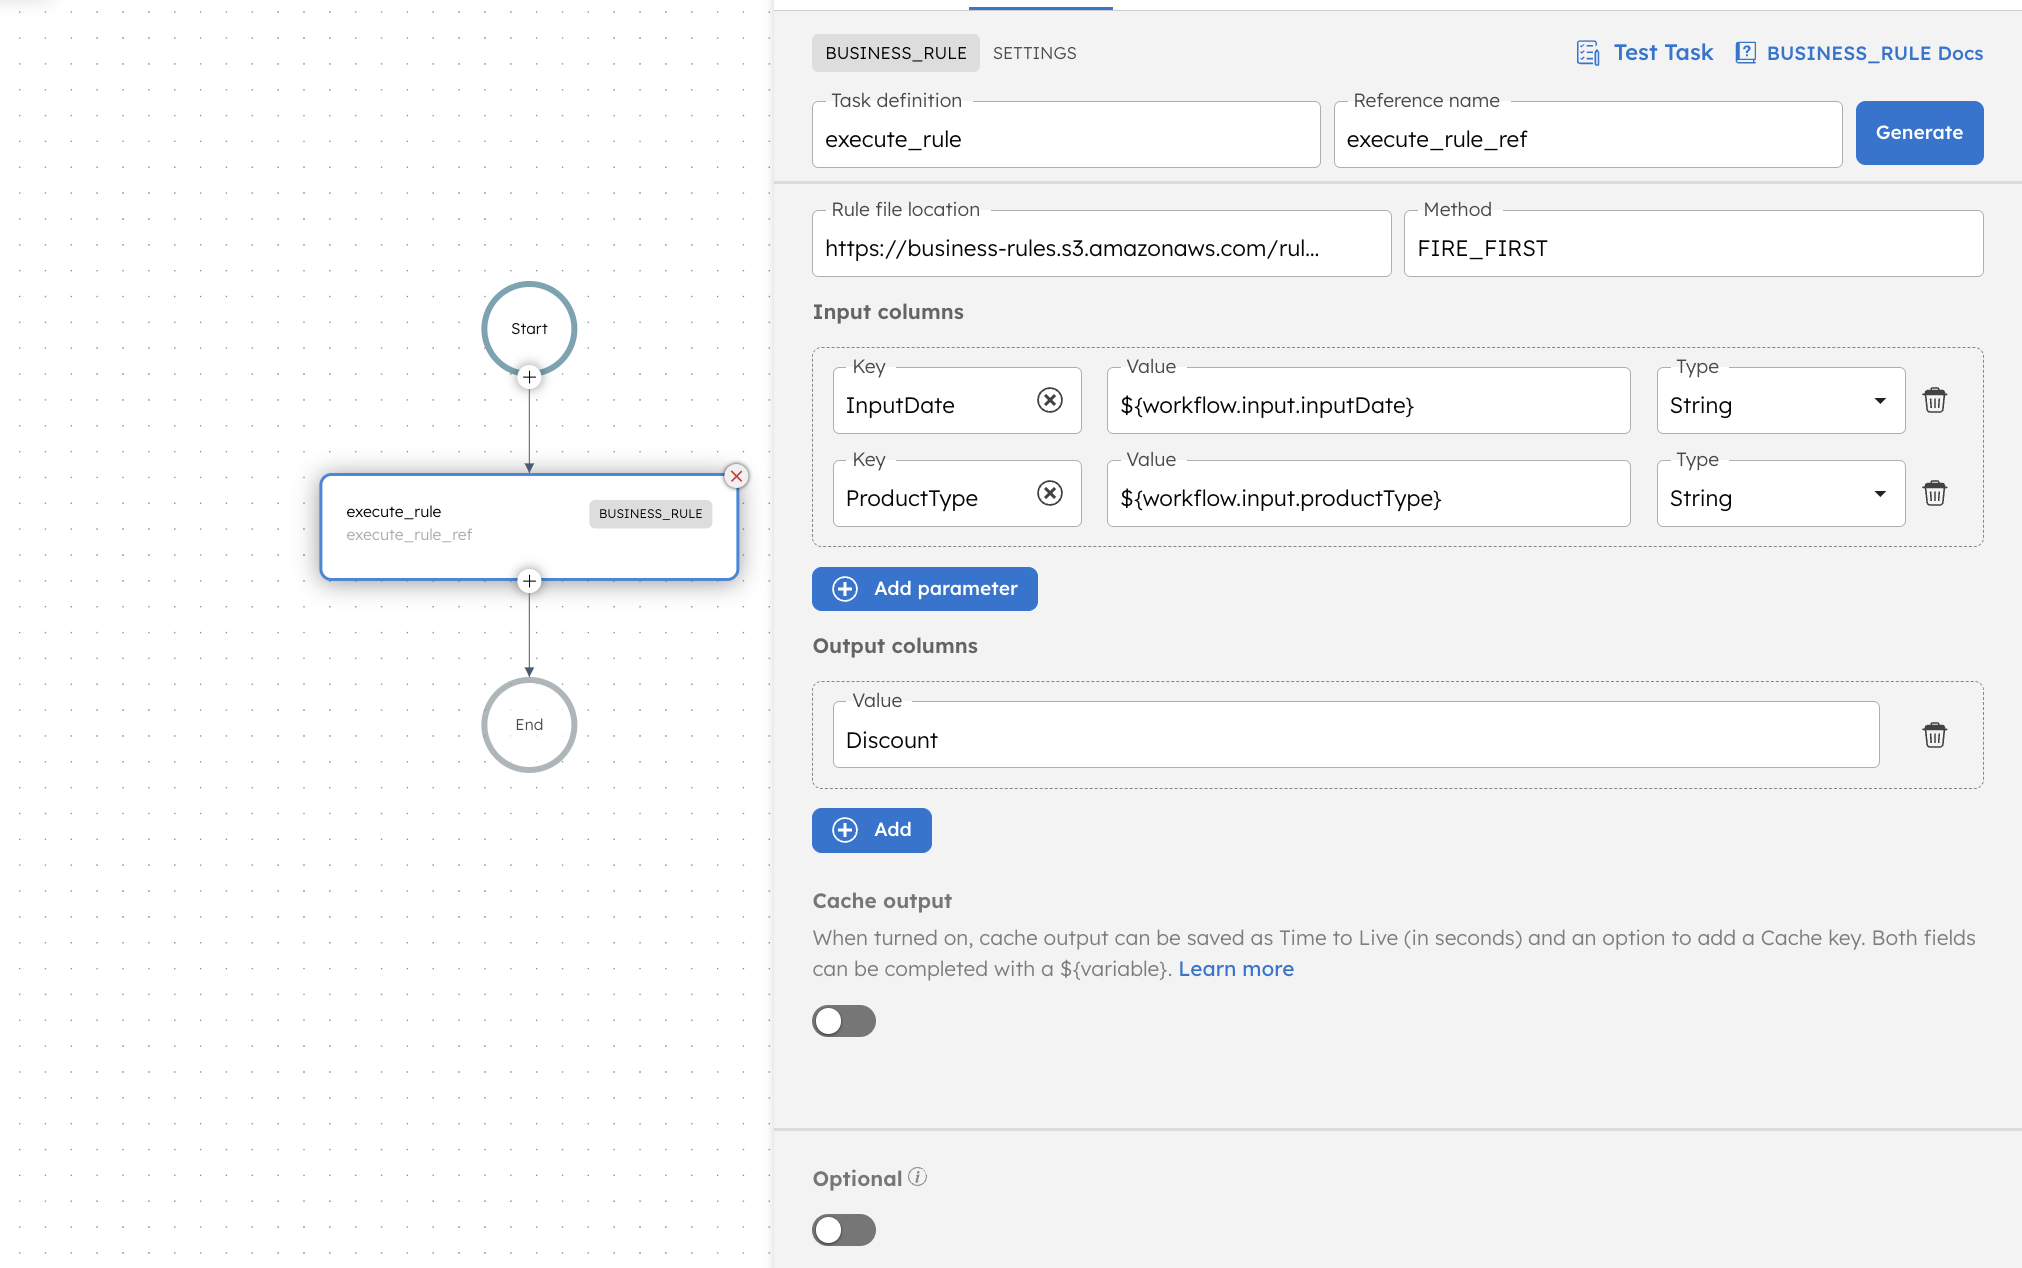 Start
execute_rule
BUSINESS_RULE
execute_rule_ref
End
BUSINESS_RULE
SETTINGS
Test Task
BUSINESS_RULE Docs
Task definition
execute_rule
Reference name
execute_rule_ref
Generate
Rule file location
https://business-rules.s3.amazonaws.com/rul...
Method
FIRE_FIRST
Input columns
Key
InputDate
Value
${workflow.input.inputDate}
Type
String
Key
ProductType
Value
${workflow.input.productType}
Type
String
Add parameter
Output columns
Value
Discount
Add
Cache output
When turned on, cache output can be saved as Time to Live (in seconds) and an option to add a Cache key. Both fields
can be completed with a ${variable}. Learn more
Optional